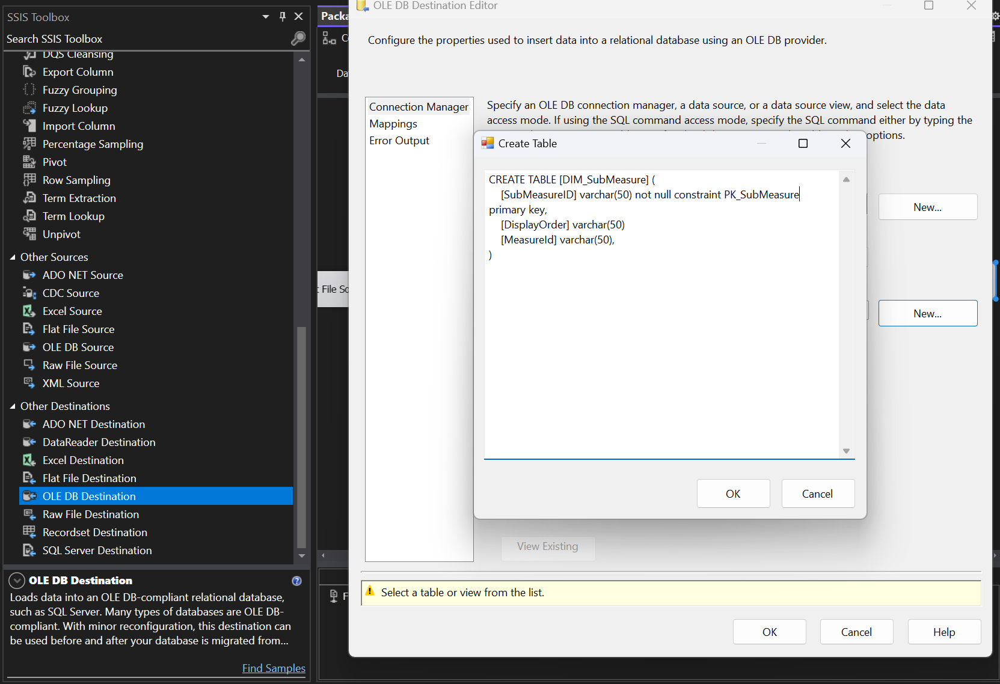 SSIS Toolbox
Search SSIS Toolbox
DQS Cleansing
Export Column
Fuzzy Grouping
Fuzzy Lookup
Import Column
Percentage Sampling
Pivot
Row Sampling
Term Extraction
Term Lookup
Unpivot
Other Sources
ADO NET Source
CDC Source
Excel Source
Flat File Source
OLE DB Source
Raw File Source
XML Source
Other Destinations
ADO NET Destination
DataReader Destination
Excel Destination
Flat File Destination
OLE DB Destination
Raw File Destination
Recordset Destination
SQL Server Destination
OLE DB Destination
Loads data into an OLE DB-compliant relational database,
such as SQL Server. Many types of databases are OLE DB-
compliant. With minor reconfiguration, this destination can
be used before and after your database is migrated from...
Find Samples
Packa
C
Da
File So
F
OLE DB Destination Editor
Configure the properties used to insert data into a relational database using an OLE DB provider.
Connection Manager
Mappings
Error Output
Specify an OLE DB connection manager, a data source, or a data source view, and select the data
access mode. If using the SQL command access mode, specify the SQL command either by typing the
options.
Create Table
CREATE TABLE [DIM_SubMeasure] (
[SubMeasureID] varchar(50) not null constraint PK_SubMeasure
primary key,
[DisplayOrder] varchar(50)
[MeasureId] varchar(50),
)
OK
Cancel
New...
New...
View Existing
Select a table or view from the list.
OK
Cancel
Help